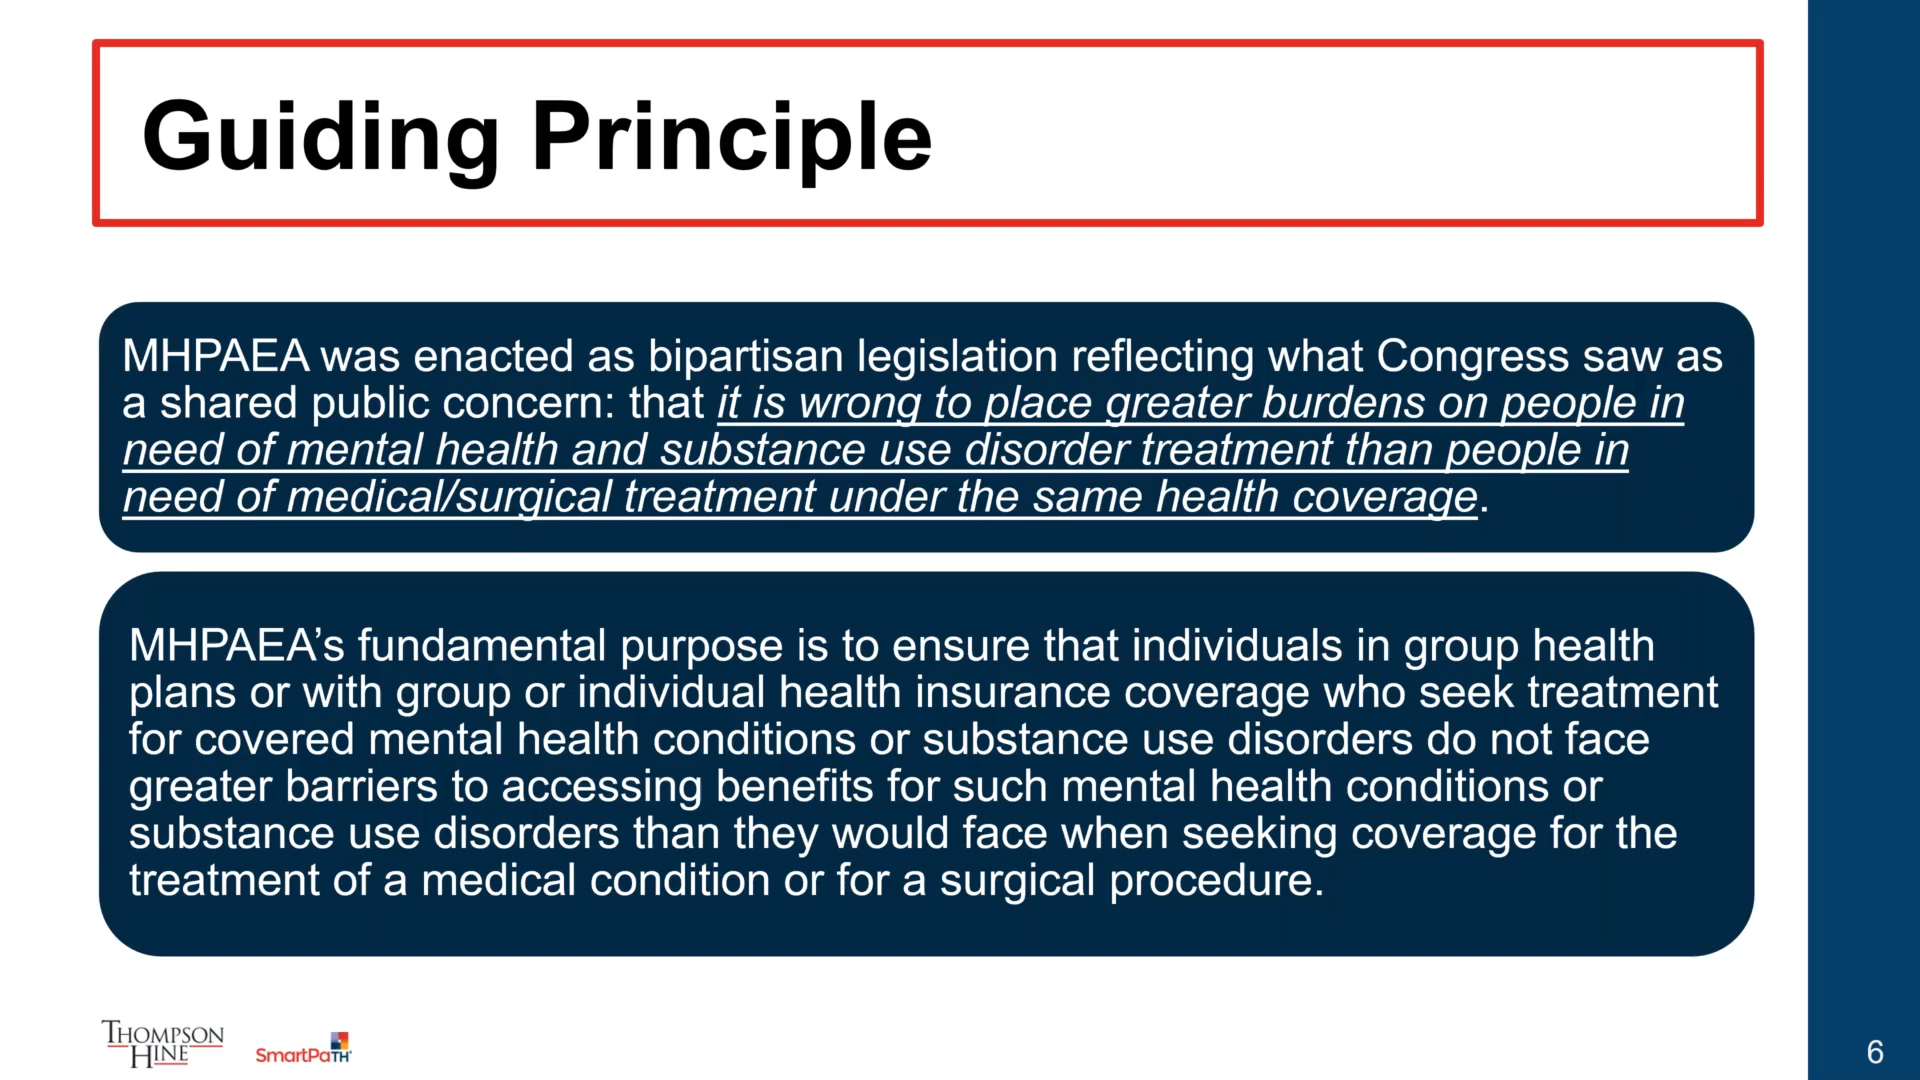 Guiding Principle
MHPAEA was enacted as bipartisan legislation reflecting what Congress saw as
a shared public concern: that it is wrong to place greater burdens on people in
need of mental health and substance use disorder treatment than people in
need of medical/surgical treatment under the same health coverage.
MHPAEA’s fundamental purpose is to ensure that individuals in group health
plans or with group or individual health insurance coverage who seek treatment
for covered mental health conditions or substance use disorders do not face
greater barriers to accessing benefits for such mental health conditions or
substance use disorders than they would face when seeking coverage for the
treatment of a medical condition or for a surgical procedure.
THOMPSON
HINE
SmartPaTH
6